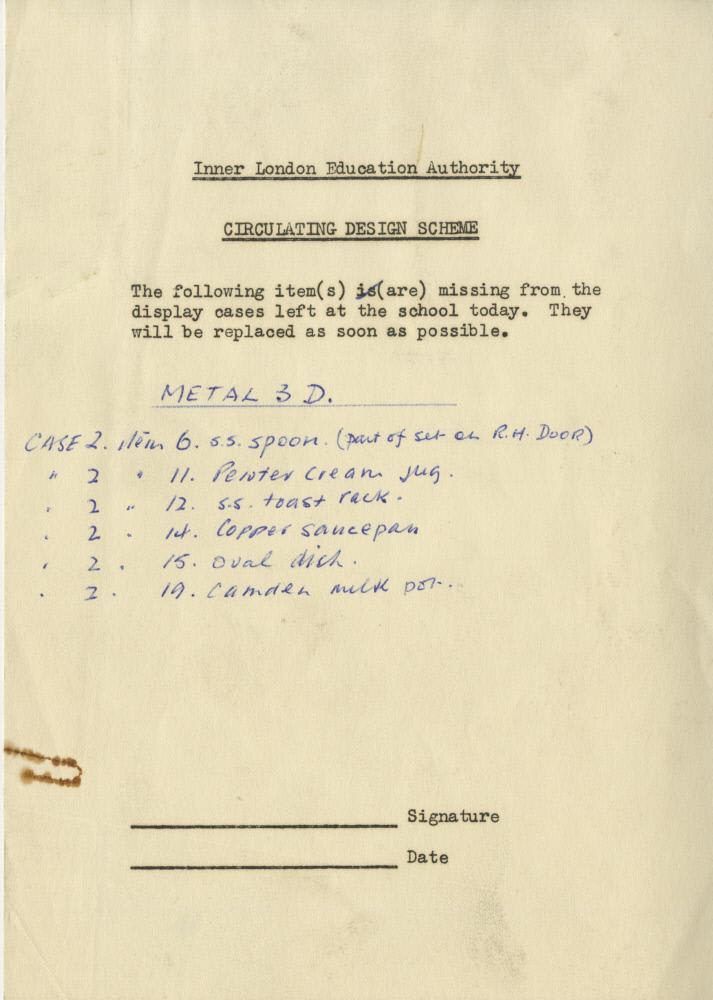 Inner London Education Authority
CIRCULATING DESIGN SCHEME
The following item(s) is(are) missing from the
display cases left at the school today. They
will be replaced as soon as possible.
METAL 3 D.
CASE 2. item 6. s.s. spoon. (part of set on R.H. DOOR)
" 2 " 11. Pewter cream jug.
" 2 " 12. s.s. toast rack.
" 2 " 14. Copper saucepan
" 2 " 15. oval dish.
" 2 " 19. Camden milk pot.
Signature
Date